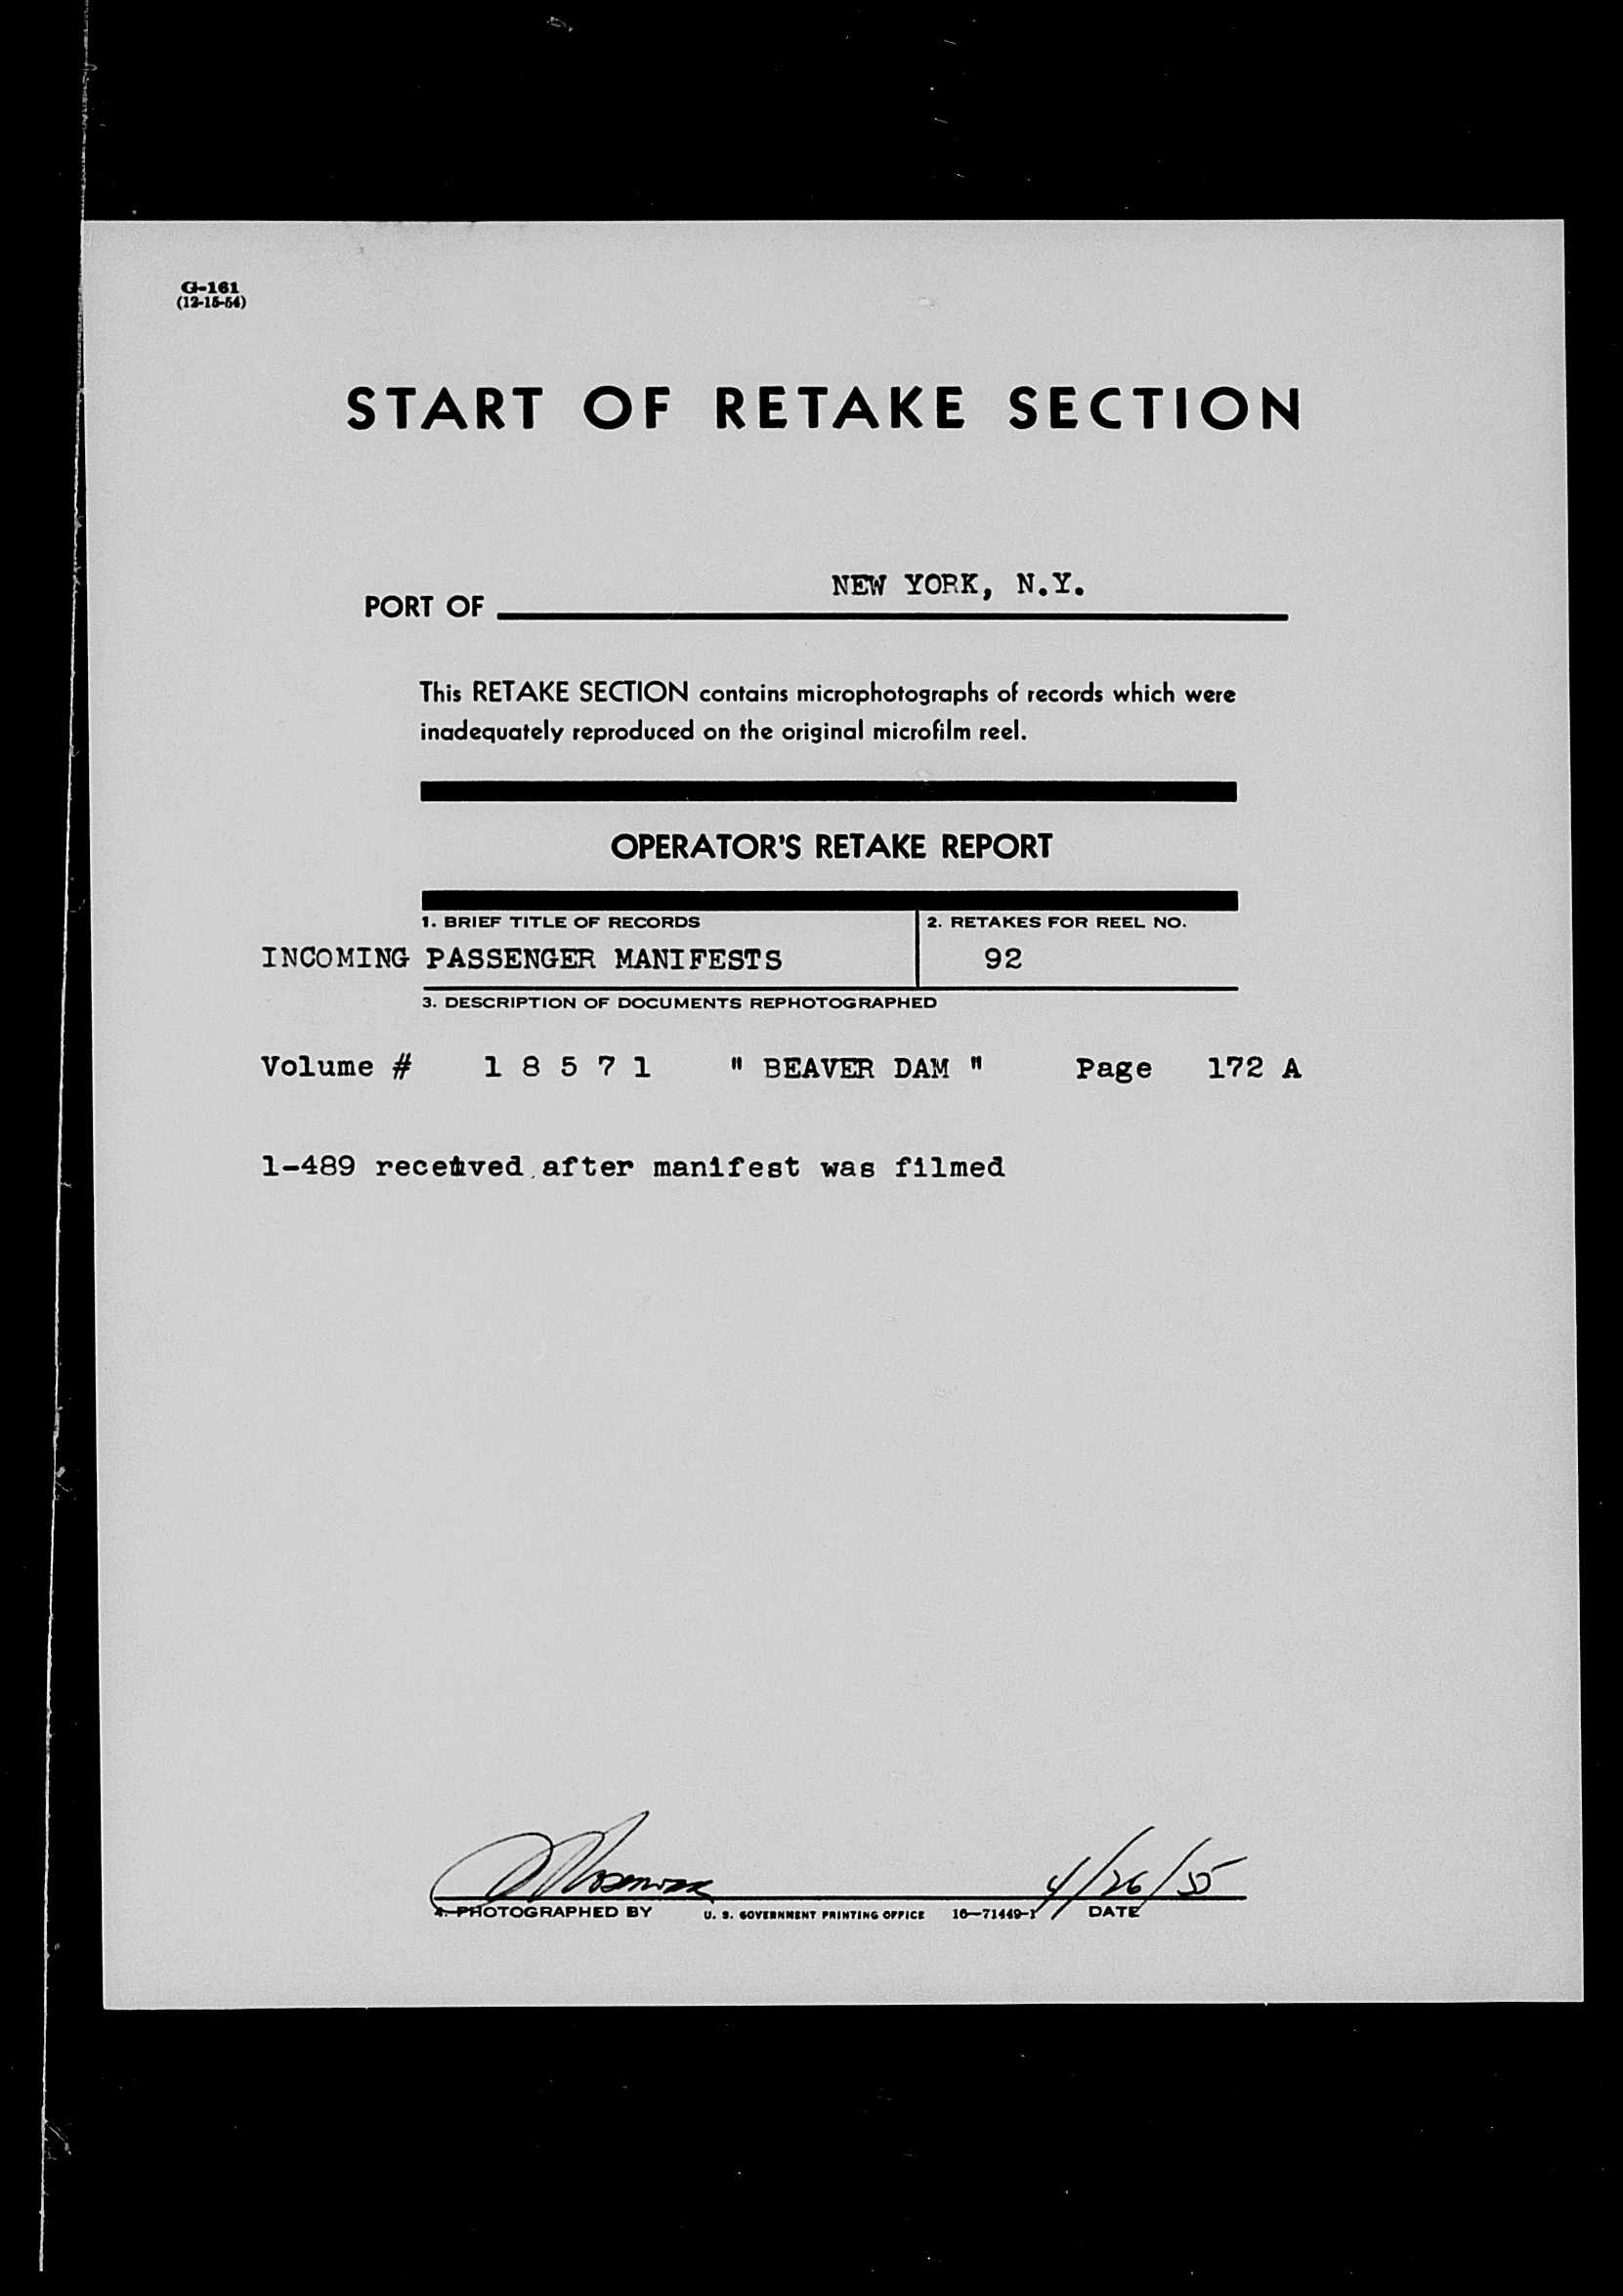 G-161
(12-15-54)
START OF RETAKE SECTION
PORT OF NEW YORK, N.Y.
This RETAKE SECTION contains microphotographs of records which were
inadequately reproduced on the original microfilm reel.
OPERATOR'S RETAKE REPORT
1. BRIEF TITLE OF RECORDS 2. RETAKES FOR REEL NO.
INCOMING PASSENGER MANIFESTS 92
3. DESCRIPTION OF DOCUMENTS REPHOTOGRAPHED
Volume # 1 8 5 7 1 " BEAVER DAM " Page 172 A
1-489 received after manifest was filmed
4/26/55
4. PHOTOGRAPHED BY U. S. GOVERNMENT PRINTING OFFICE 16—71449-1 DATE